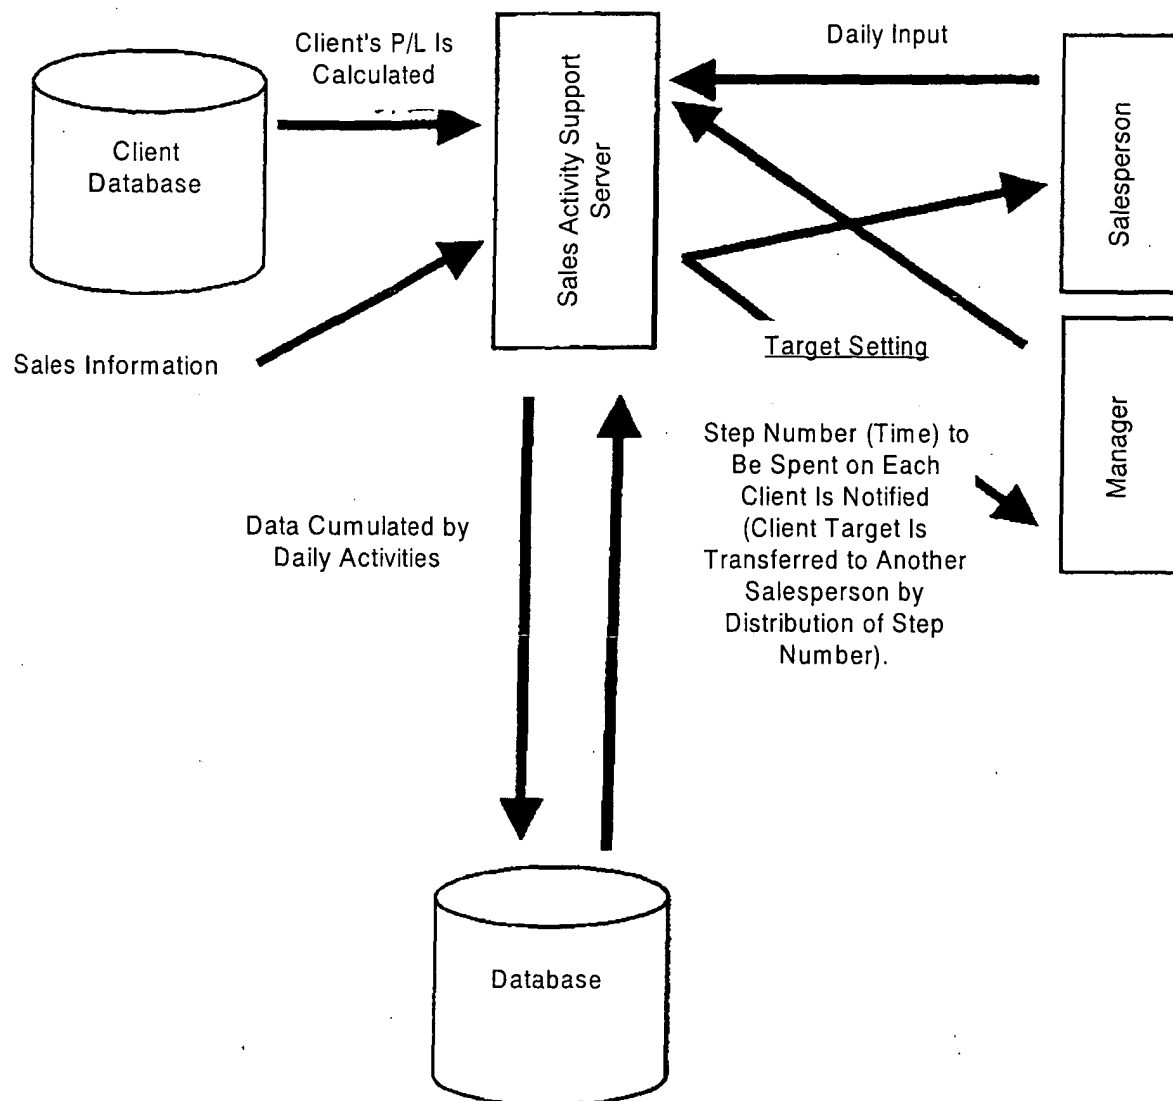 Client's P/L Is
Calculated
Daily Input
Client
Database
Sales Activity Support
Server
Salesperson
Sales Information
Target Setting
Manager
Step Number (Time) to
Be Spent on Each
Client Is Notified
(Client Target Is
Transferred to Another
Salesperson by
Distribution of Step
Number).
Data Cumulated by
Daily Activities
Database